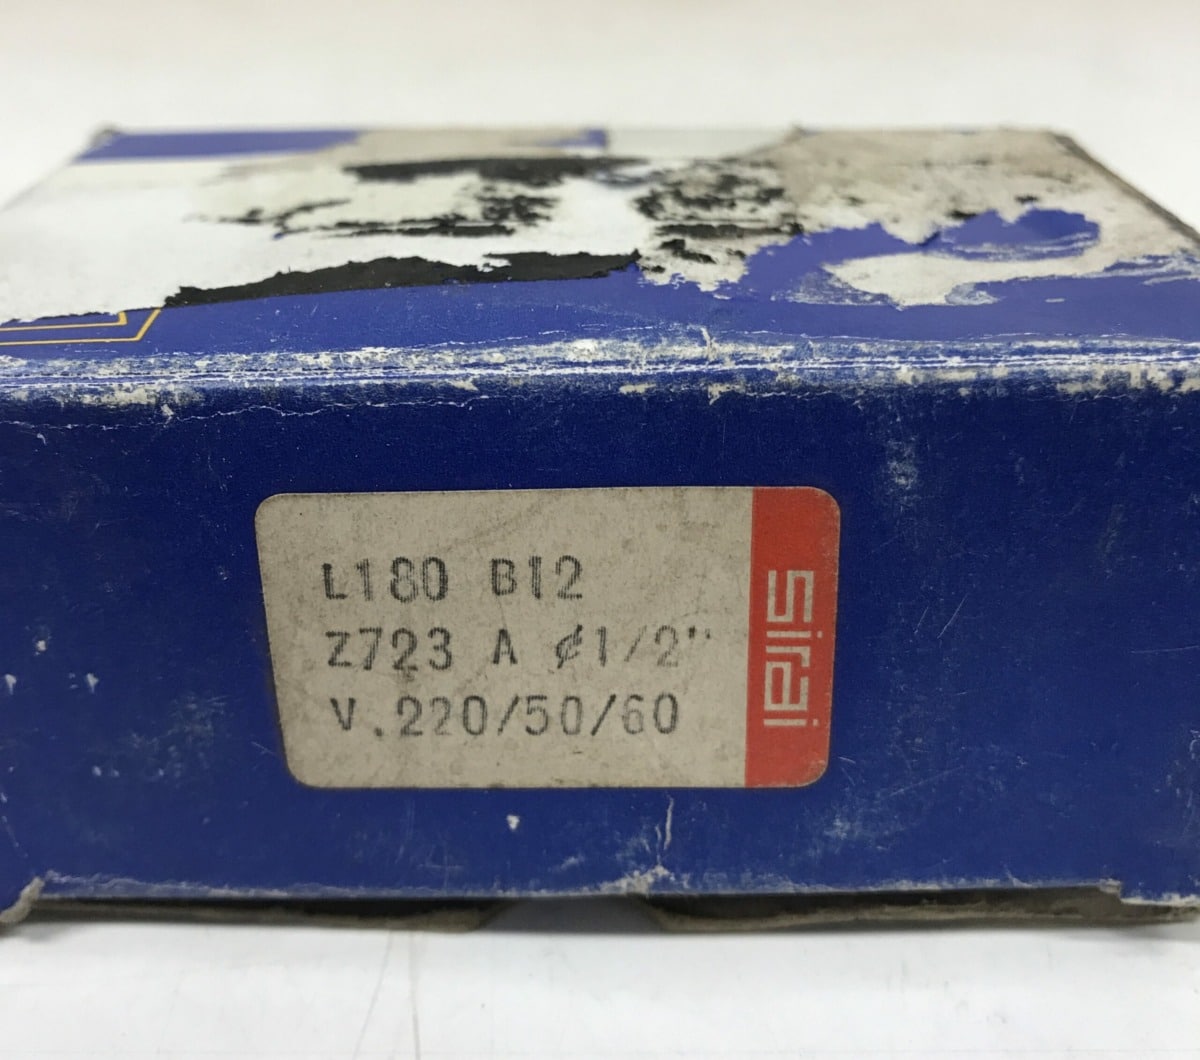 L180 B12
Z723 A ¢1/2"
V.220/50/60
sirai